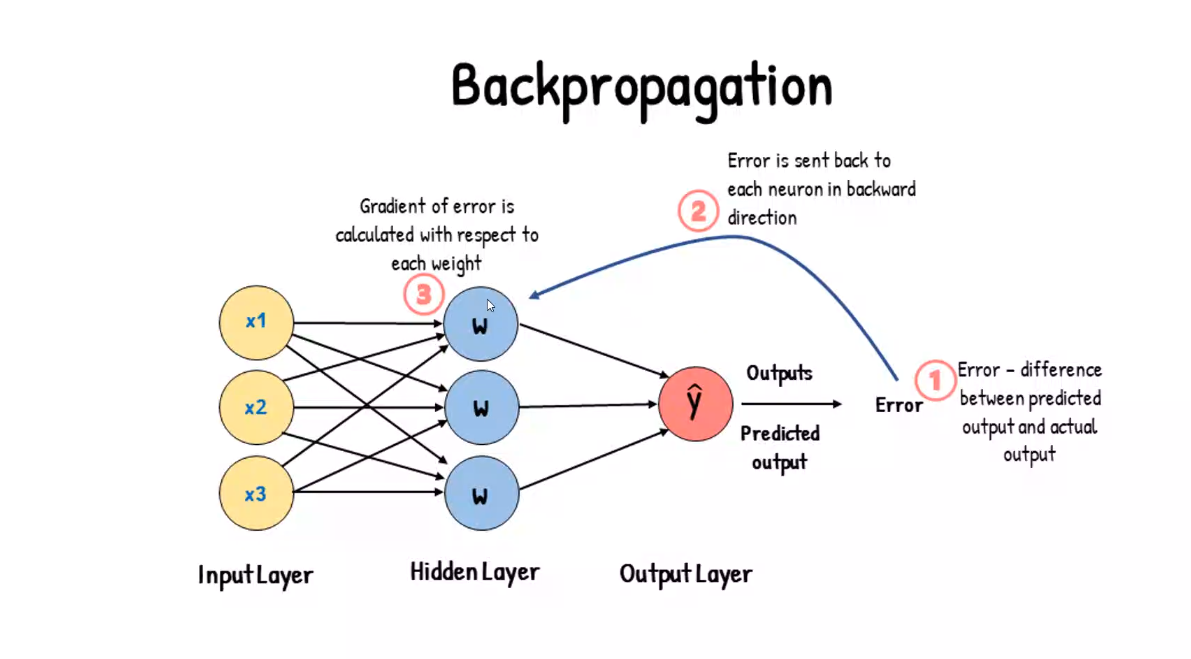 Backpropagation
Error is sent back to
each neuron in backward
direction
2
Gradient of error is
calculated with respect to
each weight
3
x1
x2
x3
w
w
w
ŷ
Outputs
Predicted
output
Error
1
Error - difference
between predicted
output and actual
output
Input Layer
Hidden Layer
Output Layer